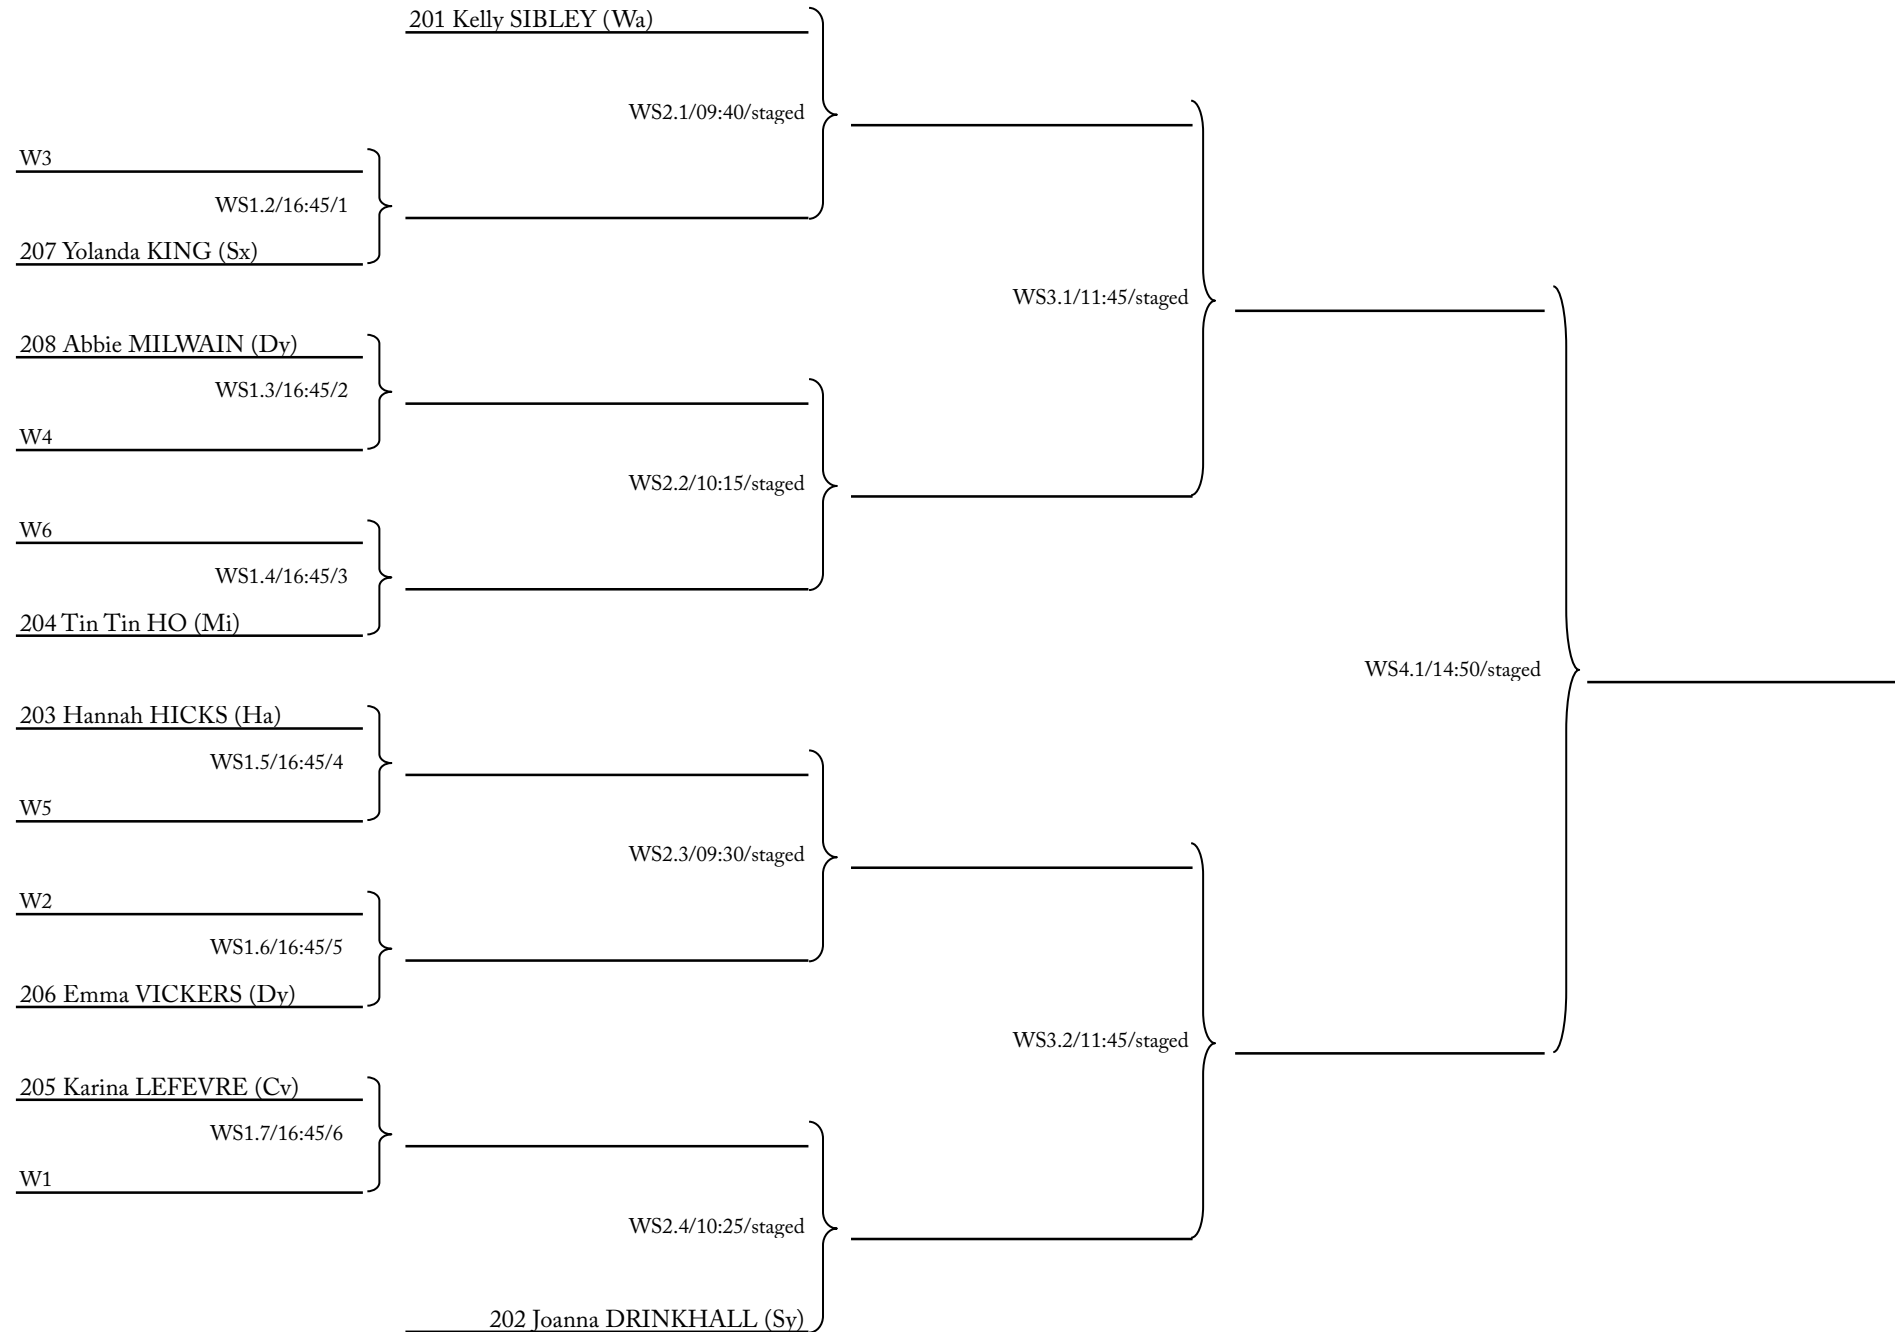 201 Kelly SIBLEY (Wa)
WS2.1/09:40/staged
W3
WS1.2/16:45/1
207 Yolanda KING (Sx)
WS3.1/11:45/staged
208 Abbie MILWAIN (Dy)
WS1.3/16:45/2
W4
WS2.2/10:15/staged
W6
WS1.4/16:45/3
204 Tin Tin HO (Mi)
WS4.1/14:50/staged
203 Hannah HICKS (Ha)
WS1.5/16:45/4
W5
WS2.3/09:30/staged
W2
WS1.6/16:45/5
206 Emma VICKERS (Dy)
WS3.2/11:45/staged
205 Karina LEFEVRE (Cv)
WS1.7/16:45/6
W1
WS2.4/10:25/staged
202 Joanna DRINKHALL (Sy)